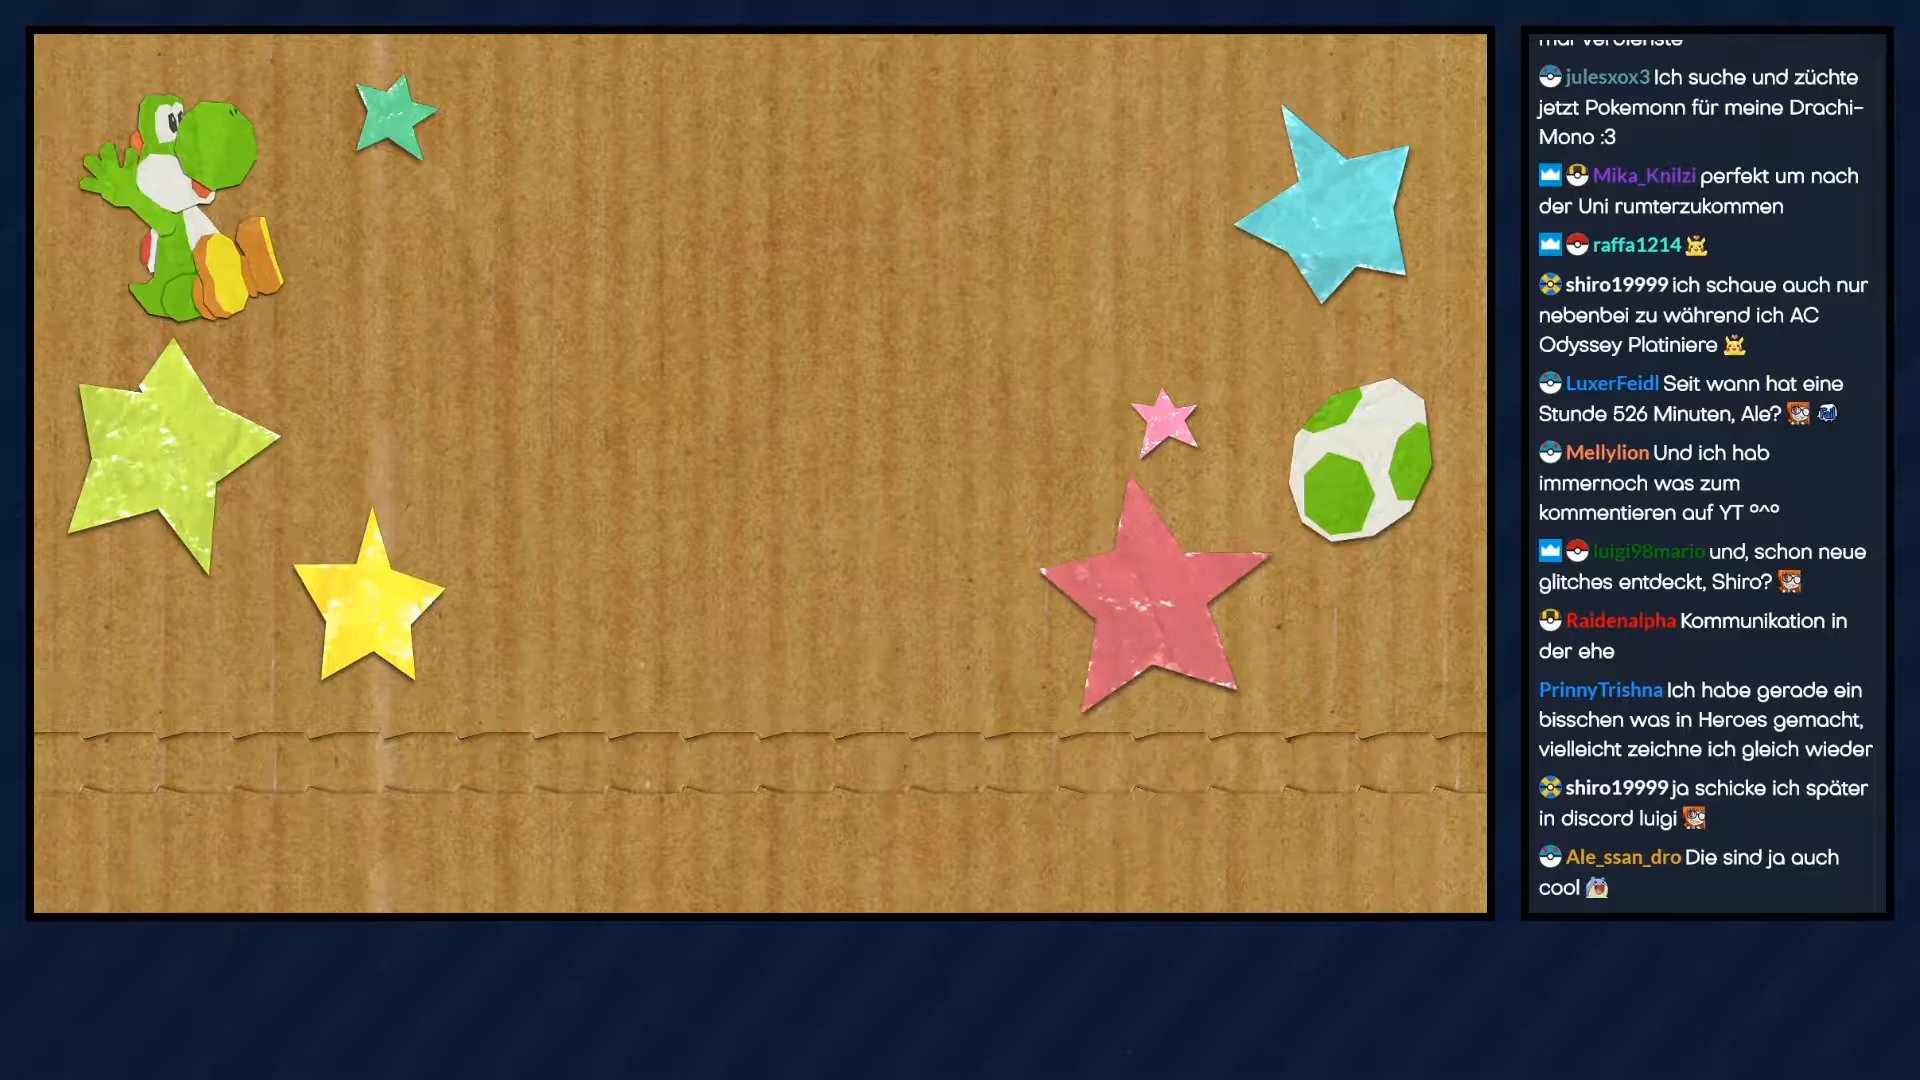 julesxox3 Ich suche und züchte
jetzt Pokemonn für meine Drachi-
Mono :3
Mika_Knilzi perfekt um nach
der Uni rumterzukommen
raffa1214
shiro19999 ich schaue auch nur
nebenbei zu während ich AC
Odyssey Platiniere
LuxerFeidl Seit wann hat eine
Stunde 526 Minuten, Ale?
Mellylion Und ich hab
immernoch was zum
kommentieren auf YT º^º
luigi98mario und, schon neue
glitches entdeckt, Shiro?
Raidenalpha Kommunikation in
der ehe
PrinnyTrishna Ich habe gerade ein
bisschen was in Heroes gemacht,
vielleicht zeichne ich gleich wieder
shiro19999 ja schicke ich später
in discord luigi
Ale_ssan_dro Die sind ja auch
cool